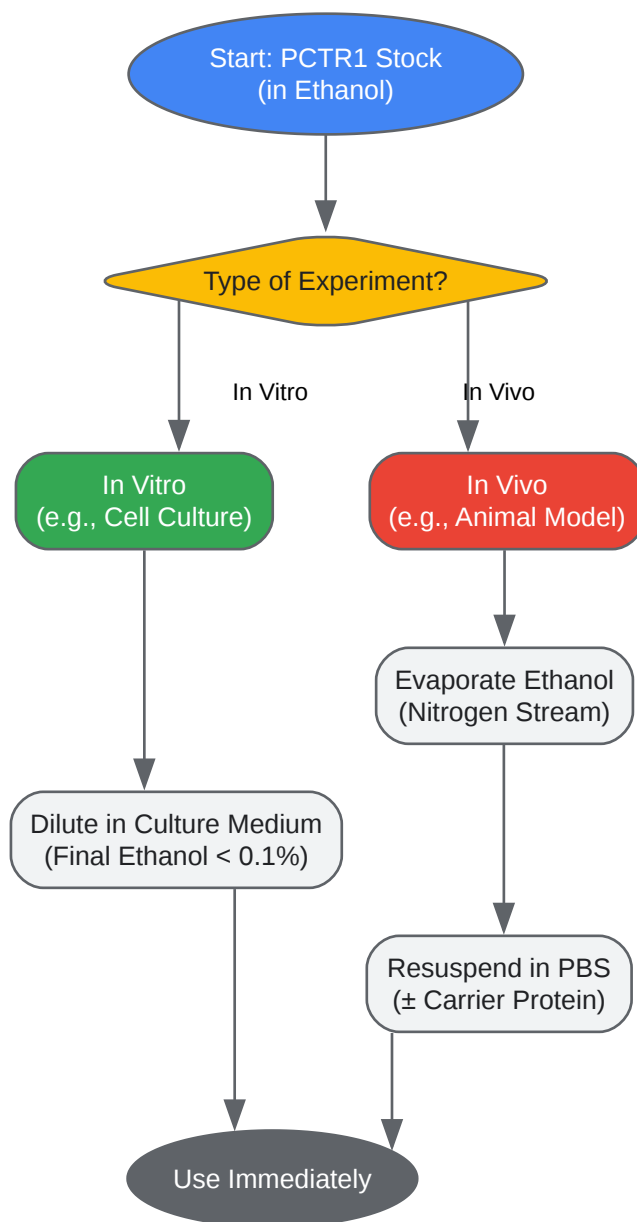 Start: PCTR1 Stock
(in Ethanol)
Type of Experiment?
In Vitro
In Vivo
In Vitro
(e.g., Cell Culture)
In Vivo
(e.g., Animal Model)
Evaporate Ethanol
(Nitrogen Stream)
Dilute in Culture Medium
(Final Ethanol < 0.1%)
Resuspend in PBS
(± Carrier Protein)
Use Immediately